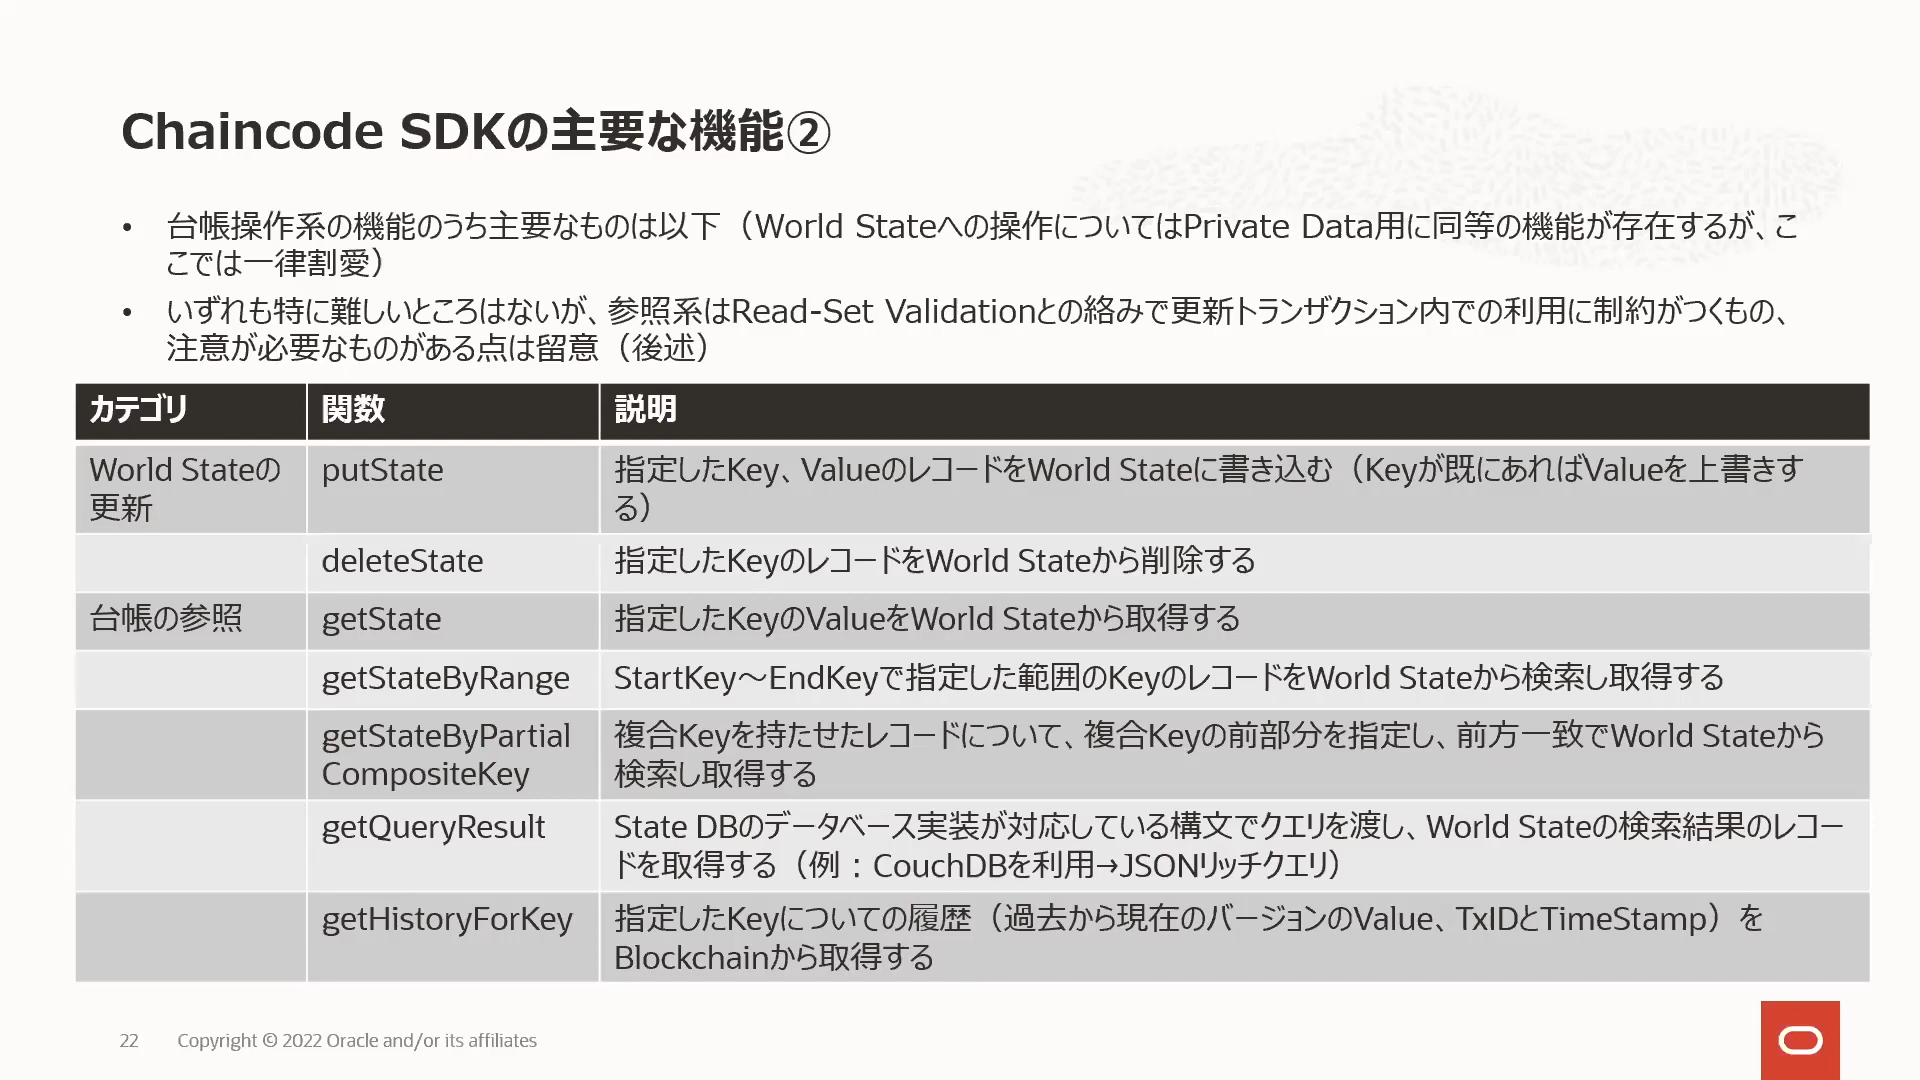 Chaincode SDKの主要な機能②
• 台帳操作系の機能のうち主要なものは以下（World Stateへの操作についてはPrivate Data用に同等の機能が存在するが、こ
こでは一律割愛）
• いずれも特に難しいところはないが、参照系はRead-Set Validationとの絡みで更新トランザクション内での利用に制約がつくもの、
注意が必要なものがある点は留意（後述）
カテゴリ 関数 説明
World Stateの putState 指定したKey、ValueのレコードをWorld Stateに書き込む（Keyが既にあればValueを上書きす
更新 る）
deleteState 指定したKeyのレコードをWorld Stateから削除する
台帳の参照 getState 指定したKeyのValueをWorld Stateから取得する
getStateByRange StartKey～EndKeyで指定した範囲のKeyのレコードをWorld Stateから検索し取得する
getStateByPartial 複合Keyを持たせたレコードについて、複合Keyの前部分を指定し、前方一致でWorld Stateから
CompositeKey 検索し取得する
getQueryResult State DBのデータベース実装が対応している構文でクエリを渡し、World Stateの検索結果のレコー
ドを取得する（例：CouchDBを利用→JSONリッチクエリ）
getHistoryForKey 指定したKeyについての履歴（過去から現在のバージョンのValue、TxIDとTimeStamp）を
Blockchainから取得する
22 Copyright © 2022 Oracle and/or its affiliates